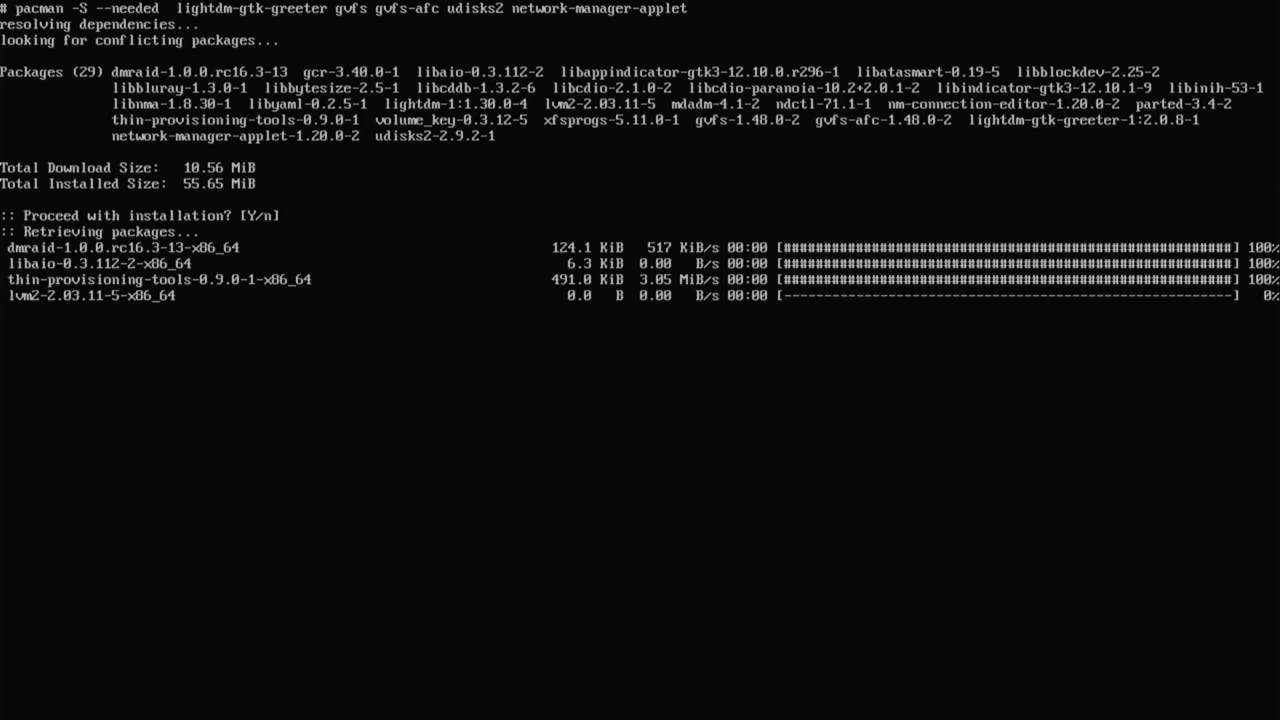 # pacman -S --needed  lightdm-gtk-greeter gvfs gvfs-afc udisks2 network-manager-applet
resolving dependencies...
looking for conflicting packages...
Packages (29) dmraid-1.0.0.rc16.3-13  gcr-3.40.0-1  libaio-0.3.112-2  libappindicator-gtk3-12.10.0.r296-1  libatasmart-0.19-5  libblockdev-2.25-2
libbluray-1.3.0-1  libbytesize-2.5-1  libcddb-1.3.2-6  libcdio-2.1.0-2  libcdio-paranoia-10.2+2.0.1-2  libindicator-gtk3-12.10.1-9  libinih-53-1
libnma-1.8.30-1  libyaml-0.2.5-1  lightdm-1:1.30.0-4  lvm2-2.03.11-5  mdadm-4.1-2  ndctl-71.1-1  nm-connection-editor-1.20.0-2  parted-3.4-2
thin-provisioning-tools-0.9.0-1  volume_key-0.3.12-5  xfsprogs-5.11.0-1  gvfs-1.48.0-2  gvfs-afc-1.48.0-2  lightdm-gtk-greeter-1:2.0.8-1
network-manager-applet-1.20.0-2  udisks2-2.9.2-1
Total Download Size:   10.56 MiB
Total Installed Size:  55.65 MiB
:: Proceed with installation? [Y/n]
:: Retrieving packages...
dmraid-1.0.0.rc16.3-13-x86_64 124.1 KiB   517 KiB/s 00:00 [########################################################] 100%
libaio-0.3.112-2-x86_64 6.3 KiB  0.00   B/s 00:00 [########################################################] 100%
thin-provisioning-tools-0.9.0-1-x86_64 491.0 KiB  3.05 MiB/s 00:00 [########################################################] 100%
lvm2-2.03.11-5-x86_64 0.0   B  0.00   B/s 00:00 [--------------------------------------------------------]   0%